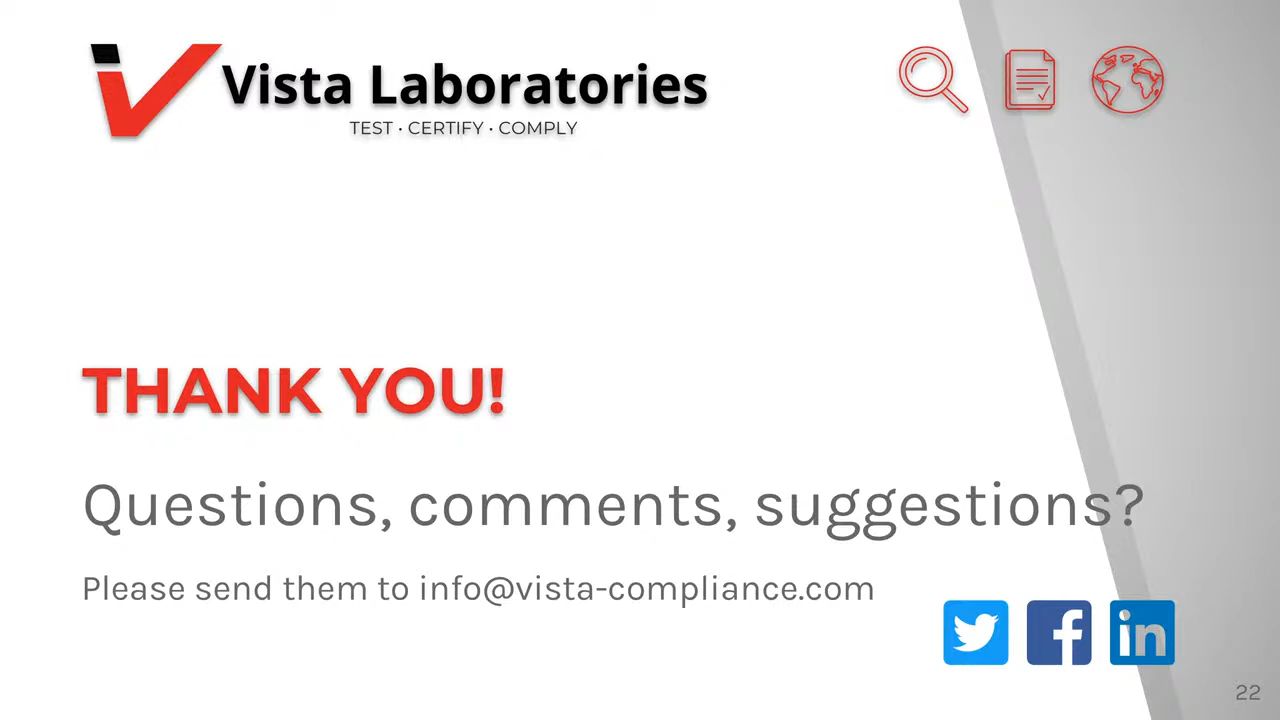 Vista Laboratories
TEST · CERTIFY · COMPLY
THANK YOU!
Questions, comments, suggestions?
Please send them to info@vista-compliance.com
in
22